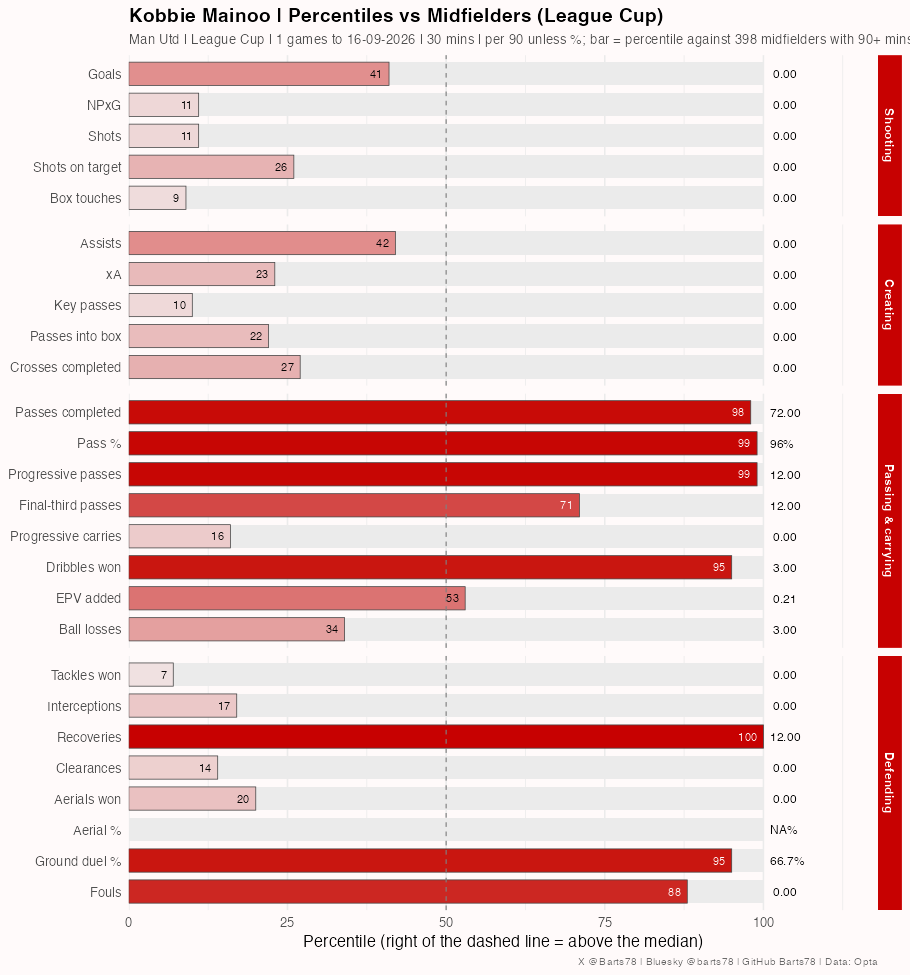 Kobbie Mainoo | Percentiles vs Midfielders (League Cup)
Man Utd | League Cup | 1 games to 16-09-2026 | 30 mins | per 90 unless %; bar = percentile against 398 midfielders with 90+ mins
Goals 41 0.00
NPxG 11 0.00
Shots 11 0.00
Shots on target 26 0.00
Box touches 9 0.00
Shooting
Assists 42 0.00
xA 23 0.00
Key passes 10 0.00
Passes into box 22 0.00
Crosses completed 27 0.00
Creating
Passes completed 98 72.00
Pass % 99 96%
Progressive passes 99 12.00
Final-third passes 71 12.00
Progressive carries 16 0.00
Dribbles won 95 3.00
EPV added 53 0.21
Ball losses 34 3.00
Passing & carrying
Tackles won 7 0.00
Interceptions 17 0.00
Recoveries 100 12.00
Clearances 14 0.00
Aerials won 20 0.00
Aerial % NA%
Ground duel % 95 66.7%
Fouls 88 0.00
Defending
0 25 50 75 100
Percentile (right of the dashed line = above the median)
X @Barts78 | Bluesky @barts78 | GitHub Barts78 | Data: Opta